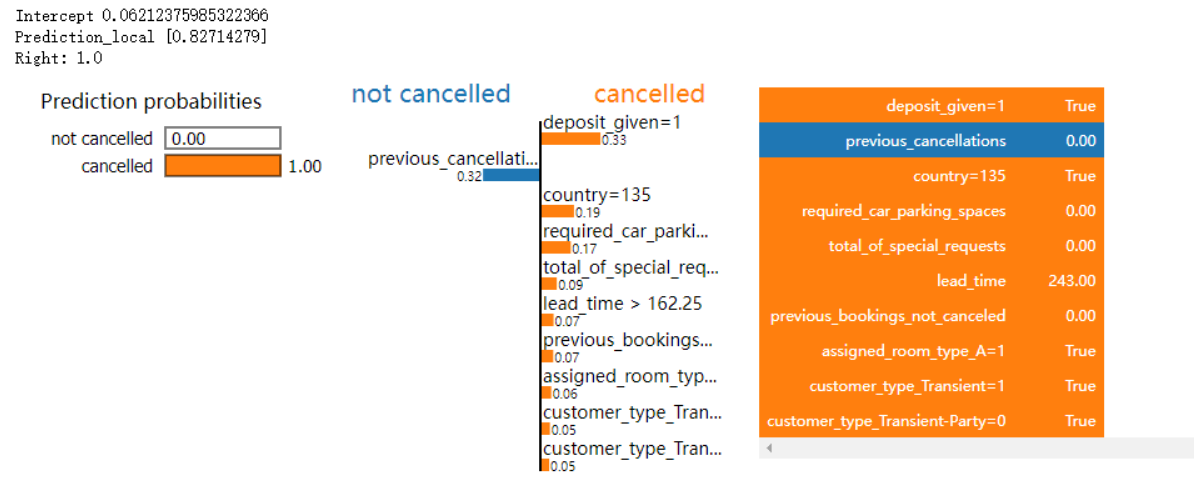 Intercept 0.06212375985322366
Prediction_local [0.82714279]
Right: 1.0
Prediction probabilities
not cancelled 0.00
cancelled 1.00
not cancelled cancelled
deposit_given=1
0.33
previous_cancellati...
0.32
country=135
0.19
required_car_parki...
0.17
total_of_special_req...
0.09
lead_time > 162.25
0.07
previous_bookings...
0.07
assigned_room_typ...
0.06
customer_type_Tran...
0.05
customer_type_Tran...
0.05
deposit_given=1 True
previous_cancellations 0.00
country=135 True
required_car_parking_spaces 0.00
total_of_special_requests 0.00
lead_time 243.00
previous_bookings_not_canceled 0.00
assigned_room_type_A=1 True
customer_type_Transient=1 True
customer_type_Transient-Party=0 True